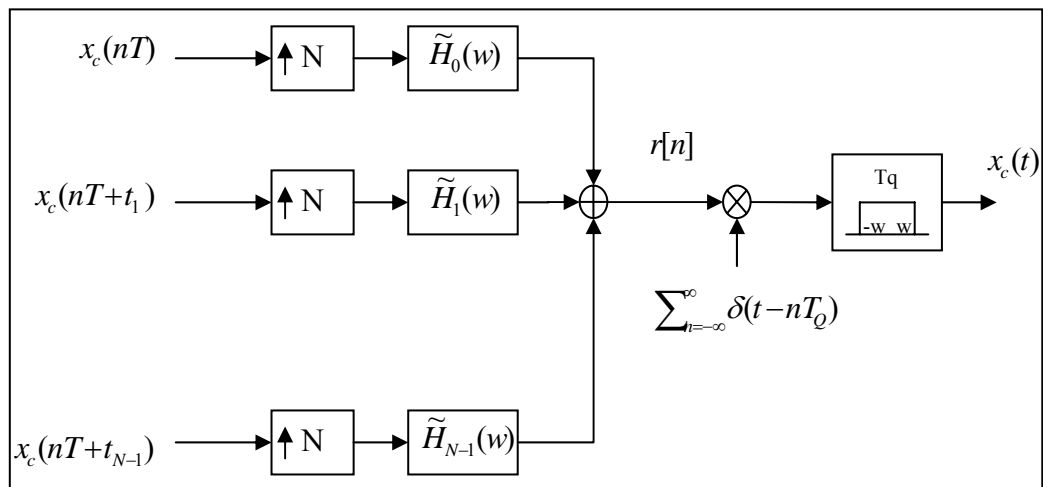 x_c(nT)
↑ N
H̃_0(w)
x_c(nT+t_1)
↑ N
H̃_1(w)
r[n]
Tq
-w w
x_c(t)
∑_{n=-∞}^{∞} δ(t-nT_Q)
x_c(nT+t_{N-1})
↑ N
H̃_{N-1}(w)